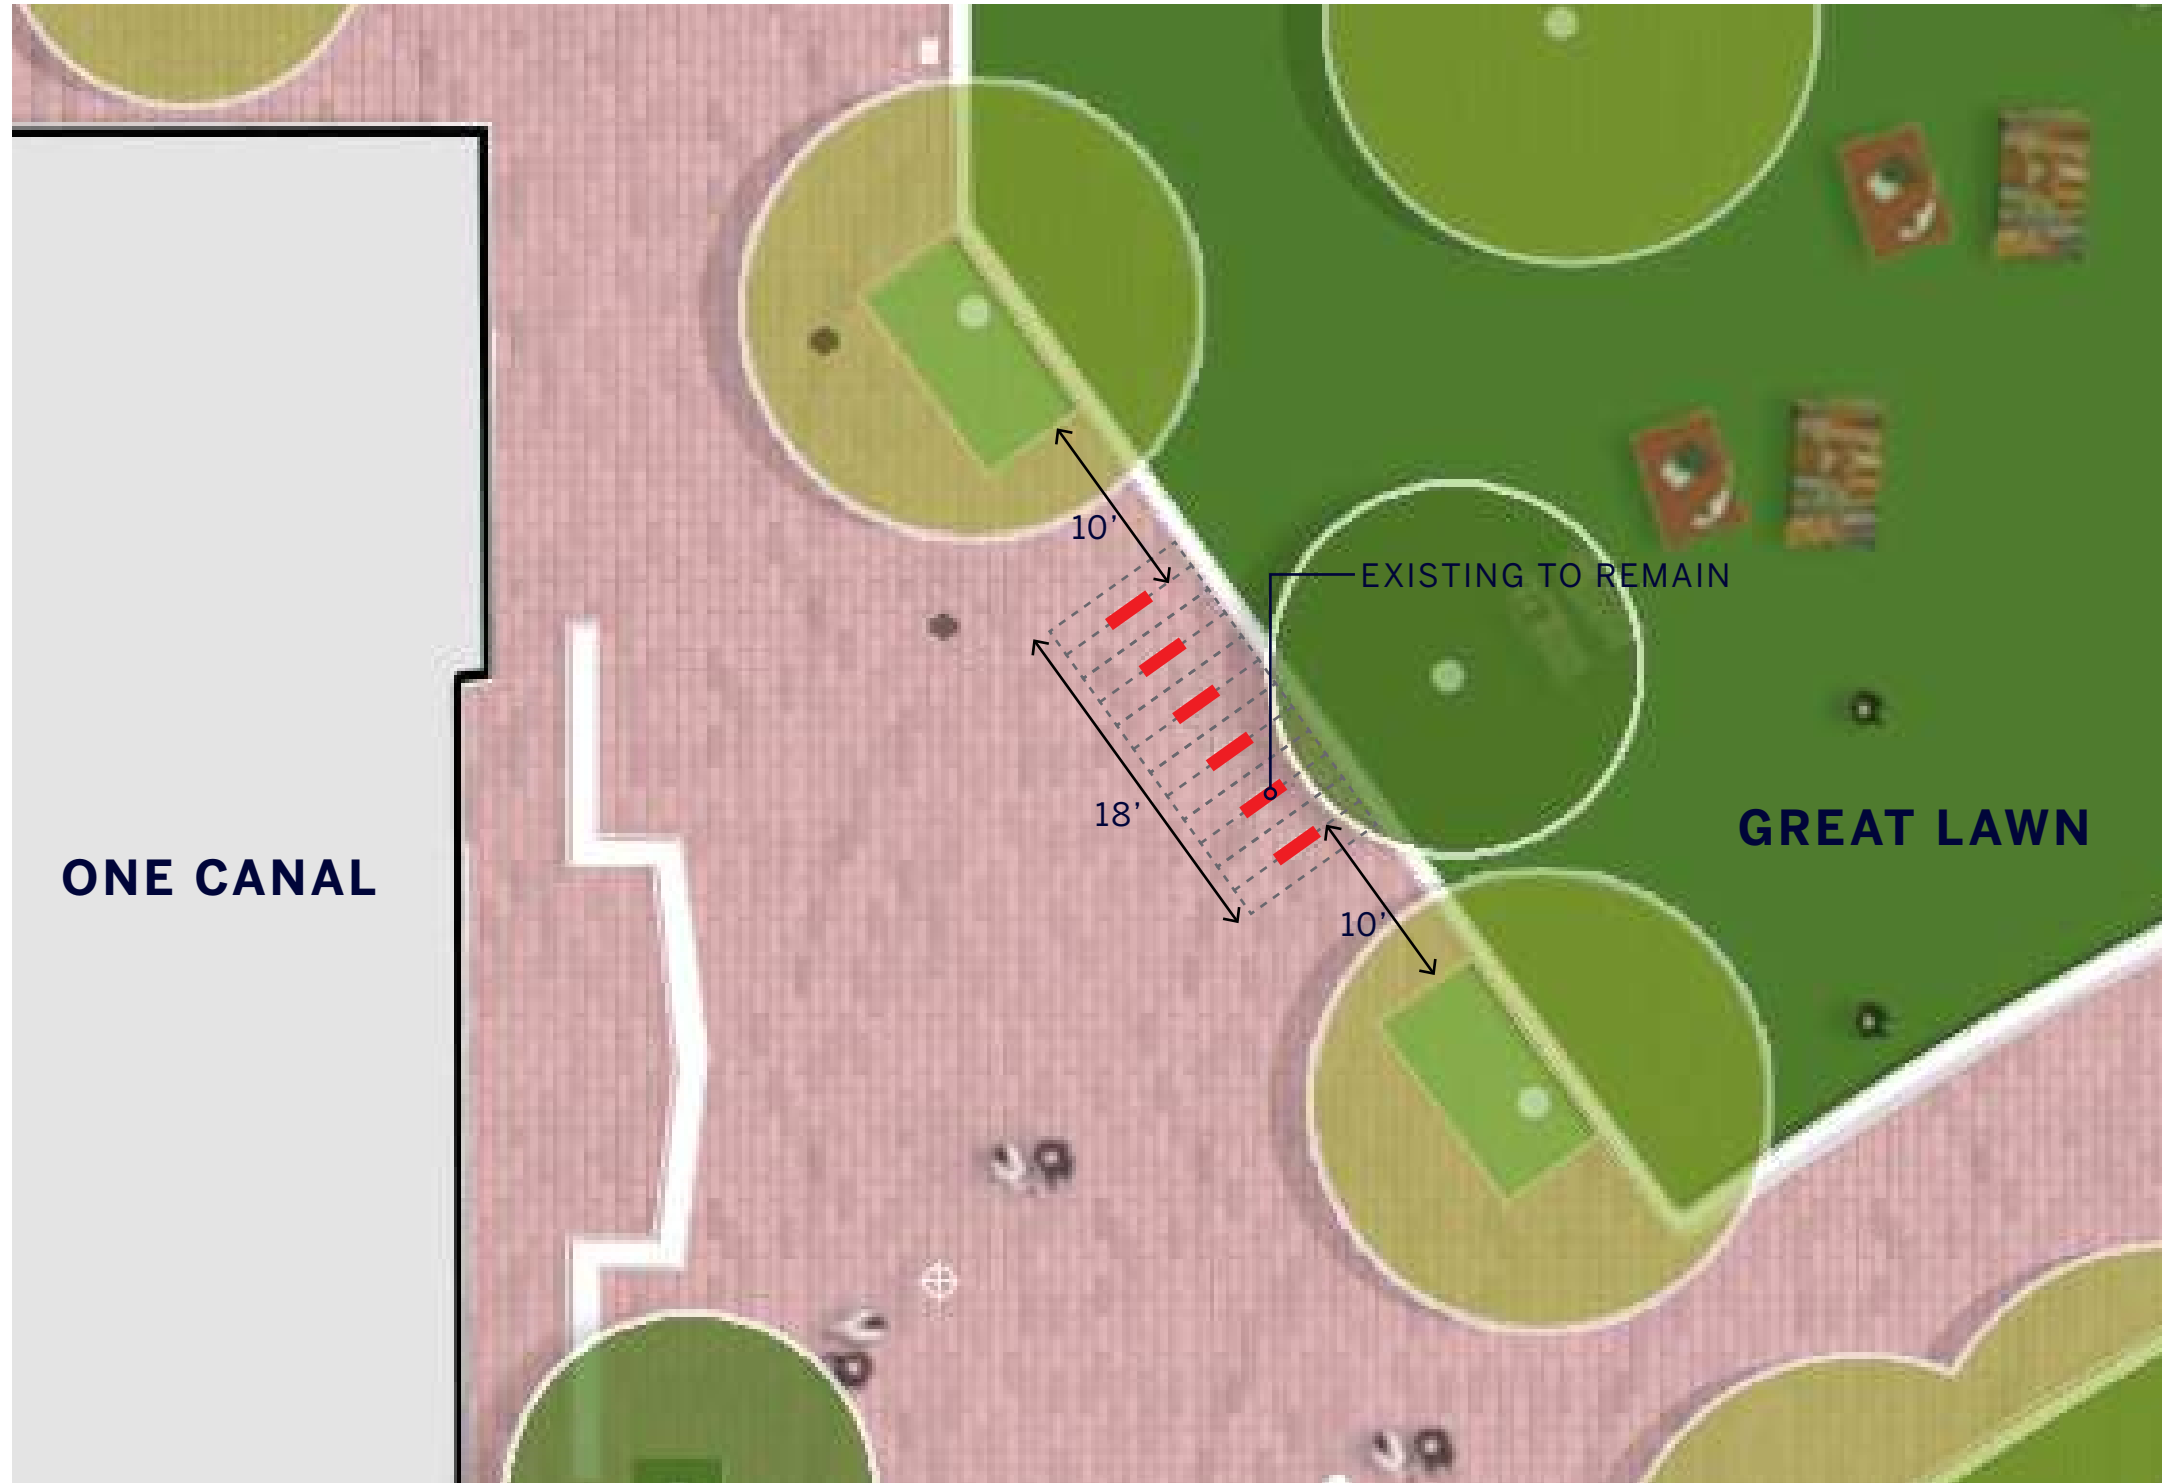 10’
EXISTING TO REMAIN
18’
GREAT LAWN
ONE CANAL
10’